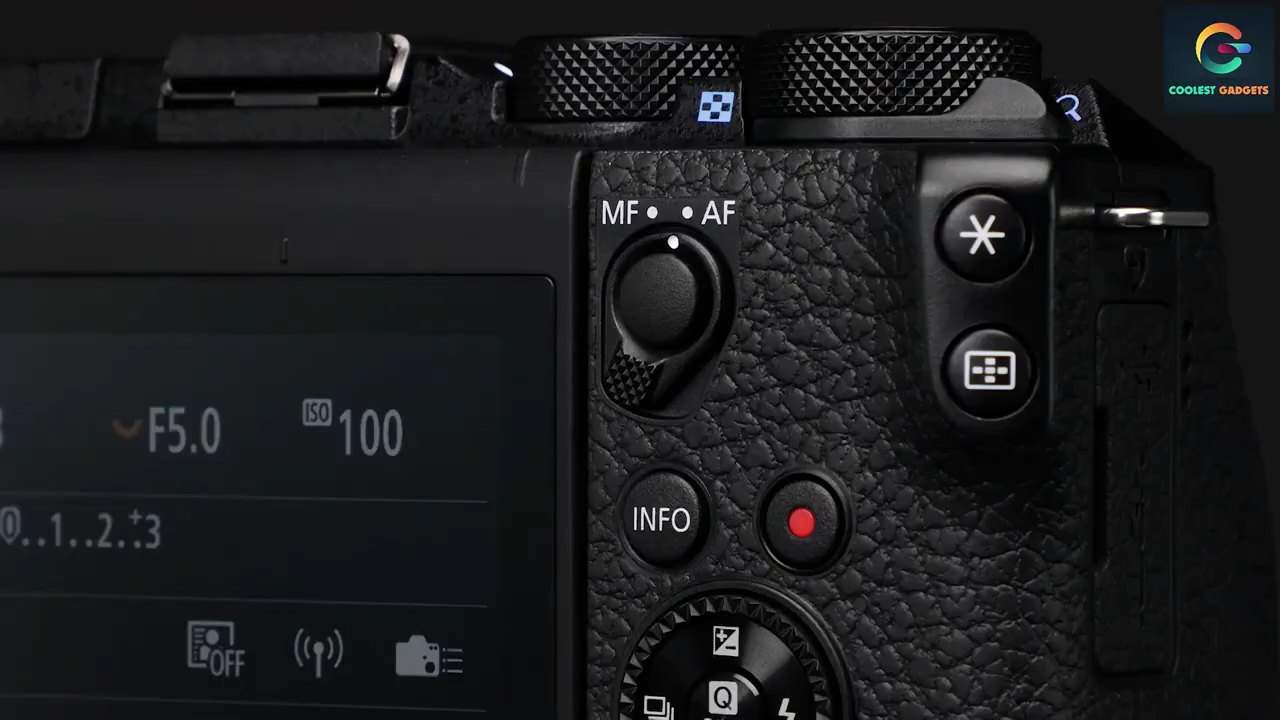 COOLEST GADGETS
MF AF
F5.0 ISO 100
INFO
0..1..2.+3
OFF
Q